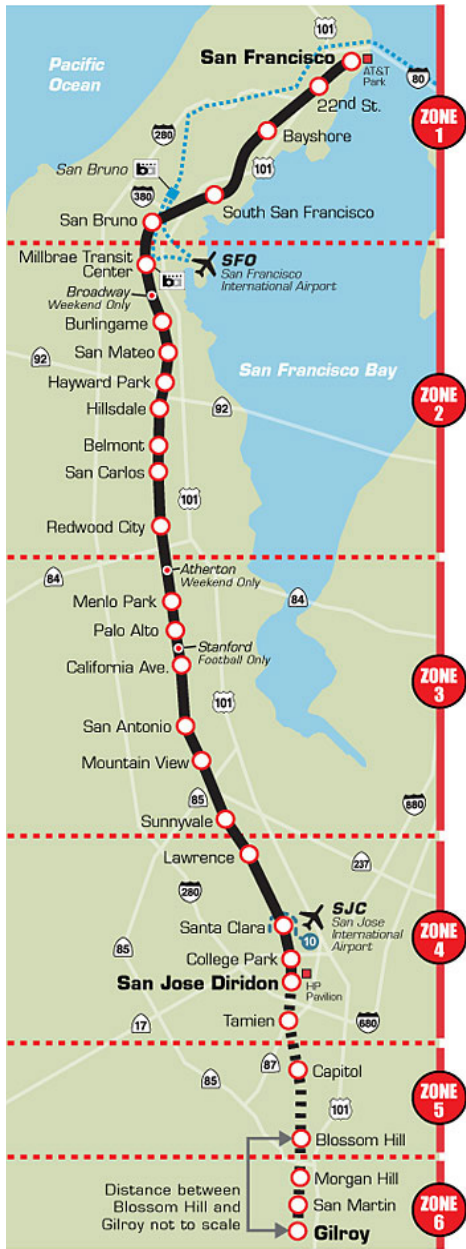 101
Pacific
Ocean
San Francisco
AT&T
Park
80
22nd St.
ZONE
1
280
Bayshore
San Bruno
ba
101
380
South San Francisco
San Bruno
Millbrae Transit
Center
SFO
San Francisco
International Airport
ba
Broadway
Weekend Only
Burlingame
San Mateo
92
San Francisco Bay
Hayward Park
ZONE
2
Hillsdale
92
Belmont
San Carlos
101
Redwood City
Atherton
Weekend Only
84
84
Menlo Park
Palo Alto
Stanford
Football Only
California Ave.
ZONE
3
101
San Antonio
Mountain View
85
880
Sunnyvale
Lawrence
237
280
SJC
San Jose
International
Airport
Santa Clara
10
ZONE
4
85
College Park
San Jose Diridon
HP
Pavilion
17
Tamien
680
87
Capitol
85
ZONE
5
101
Blossom Hill
Distance between
Blossom Hill and
Gilroy not to scale
Morgan Hill
San Martin
ZONE
6
Gilroy